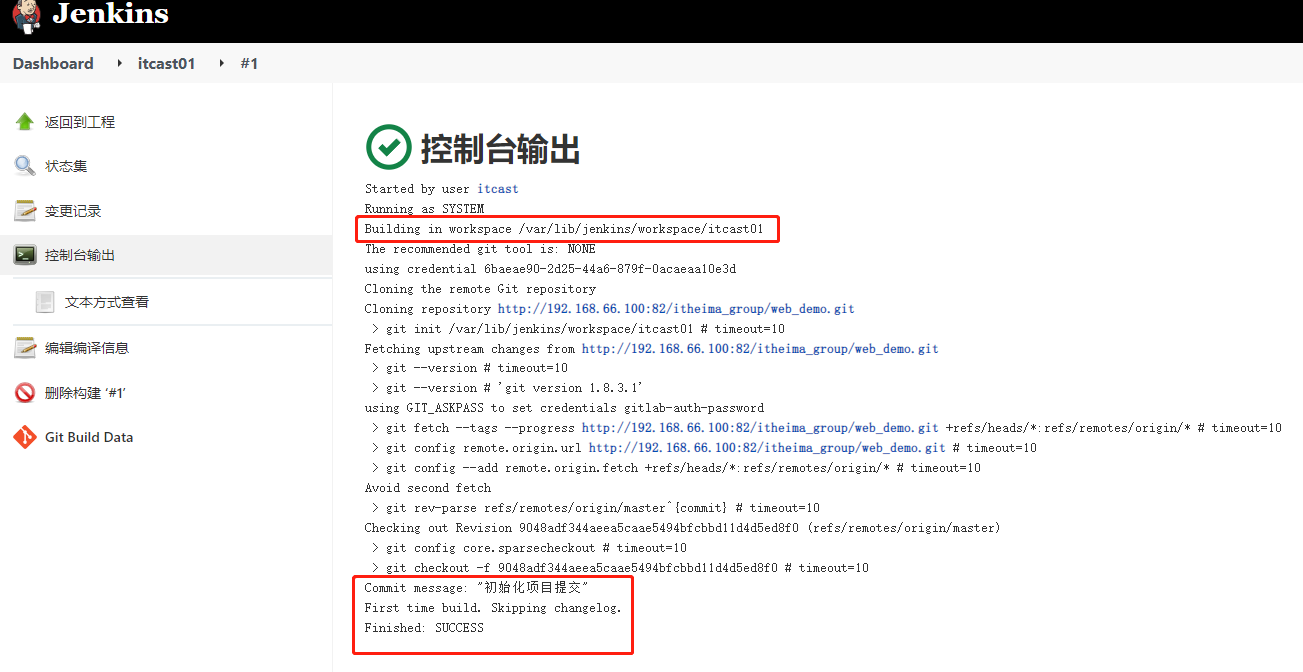 Jenkins
Dashboard
itcast01
#1
返回到工程
状态集
变更记录
控制台输出
文本方式查看
编辑编译信息
删除构建 ‘#1’
Git Build Data
控制台输出
Started by user itcast
Running as SYSTEM
Building in workspace /var/lib/jenkins/workspace/itcast01
The recommended git tool is: NONE
using credential 6baeae90-2d25-44a6-879f-0acaeaa10e3d
Cloning the remote Git repository
Cloning repository http://192.168.66.100:82/itheima_group/web_demo.git
> git init /var/lib/jenkins/workspace/itcast01 # timeout=10
Fetching upstream changes from http://192.168.66.100:82/itheima_group/web_demo.git
> git --version # timeout=10
> git --version # 'git version 1.8.3.1'
using GIT_ASKPASS to set credentials gitlab-auth-password
> git fetch --tags --progress http://192.168.66.100:82/itheima_group/web_demo.git +refs/heads/*:refs/remotes/origin/* # timeout=10
> git config remote.origin.url http://192.168.66.100:82/itheima_group/web_demo.git # timeout=10
> git config --add remote.origin.fetch +refs/heads/*:refs/remotes/origin/* # timeout=10
Avoid second fetch
> git rev-parse refs/remotes/origin/master^{commit} # timeout=10
Checking out Revision 9048adf344aeea5caae5494bfcbbd11d4d5ed8f0 (refs/remotes/origin/master)
> git config core.sparsecheckout # timeout=10
> git checkout -f 9048adf344aeea5caae5494bfcbbd11d4d5ed8f0 # timeout=10
Commit message: "初始化项目提交"
First time build. Skipping changelog.
Finished: SUCCESS